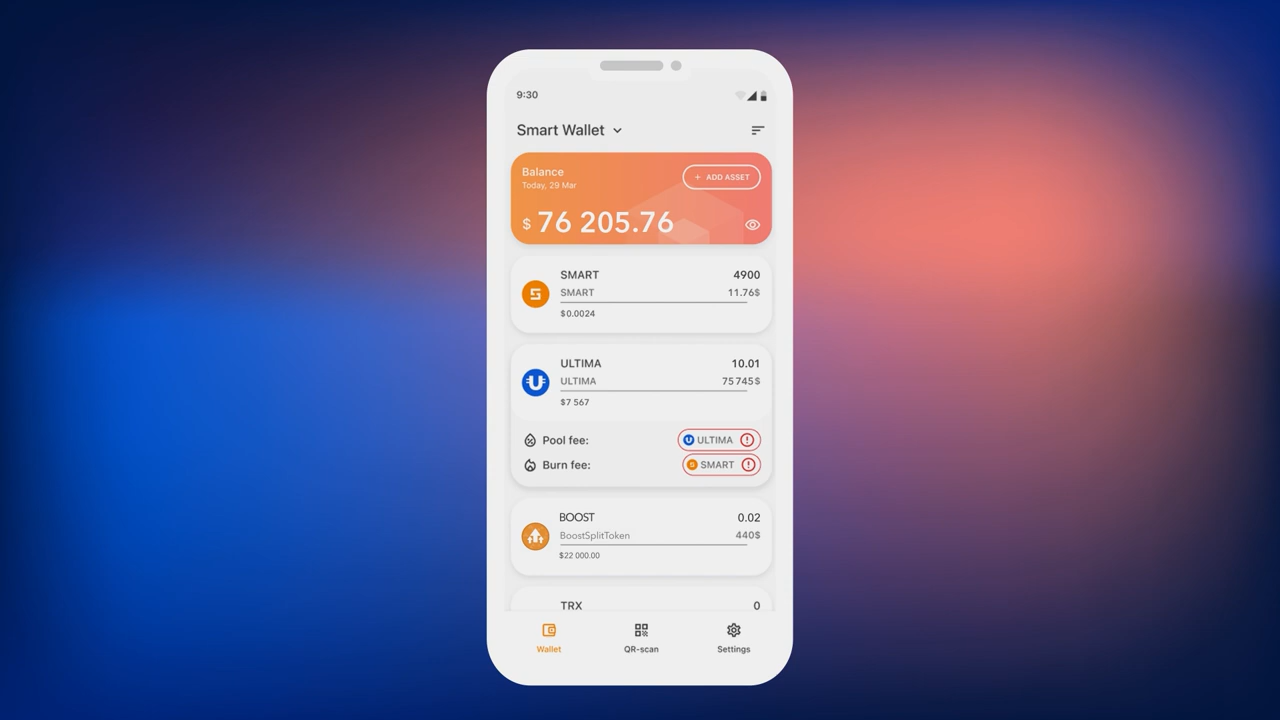 9:30
Smart Wallet
Balance
+ ADD ASSET
Today, 29 Mar
$ 76 205.76
SMART 4900
SMART 11.76$
$0.0024
ULTIMA 10.01
ULTIMA 75 745$
$7 567
Pool fee: ULTIMA
Burn fee: SMART
BOOST 0.02
BoostSplitToken 440$
$22 000.00
TRX 0
Wallet QR-scan Settings